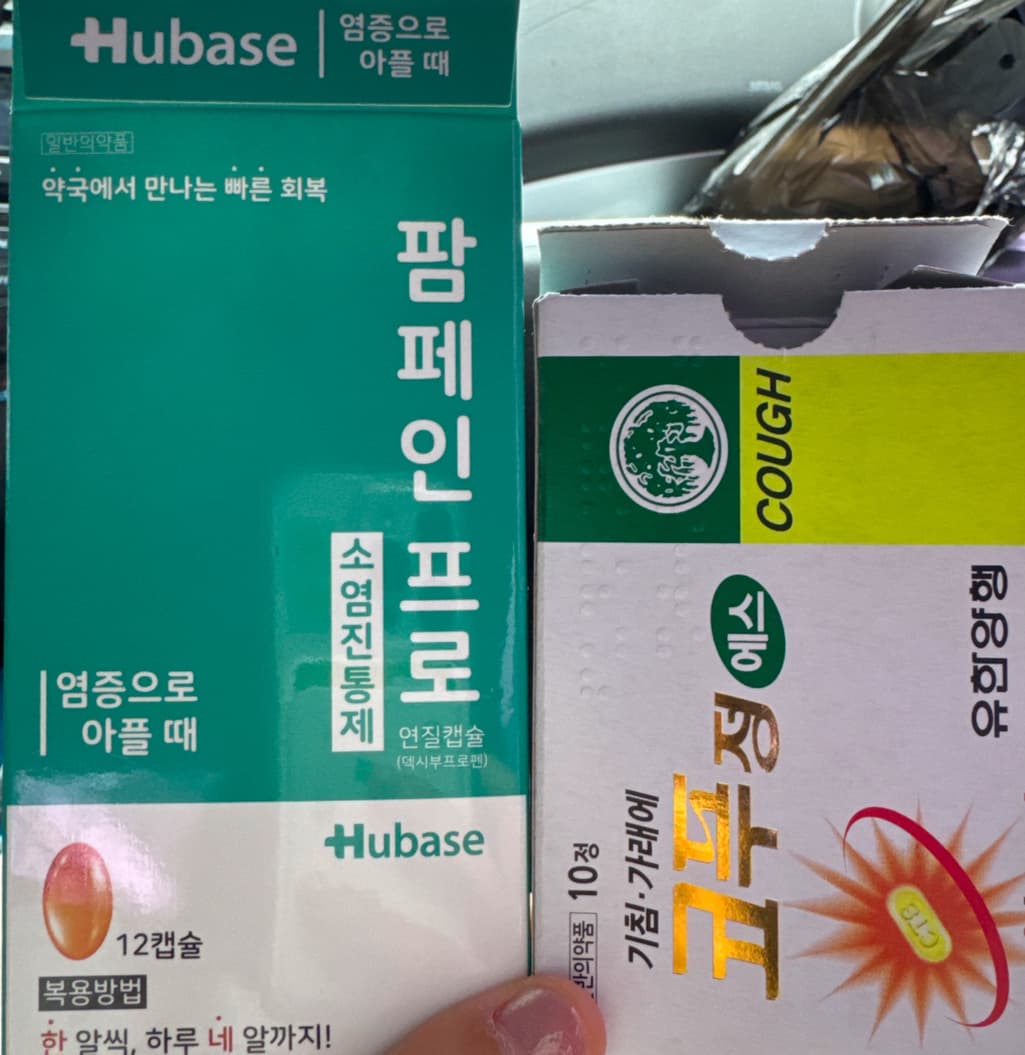 Hubase
염증으로
아플 때
일반의약품
약국에서 만나는 빠른 회복
팜페인프로
소염진통제
연질캡슐
(덱시부프로펜)
염증으로
아플 때
Hubase
12캡슐
복용방법
한 알씩, 하루 네 알까지!
COUGH
코푸정
에스
유한양행
기침·가래에
반의약품
10정